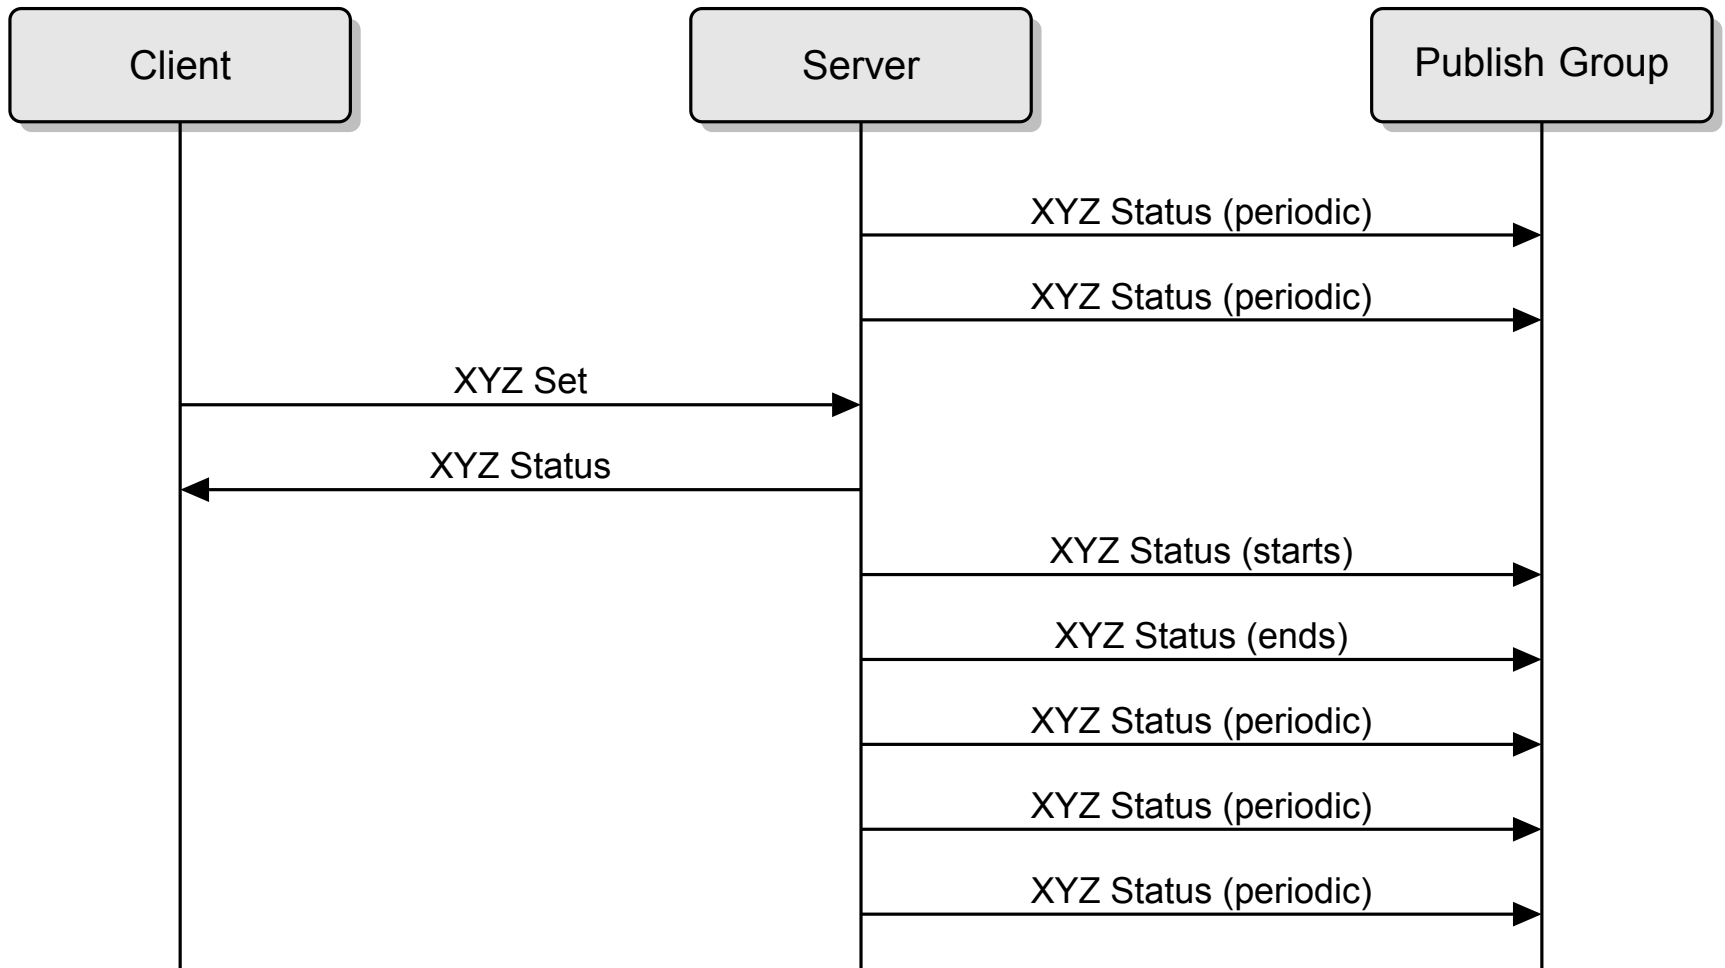 Client
Server
Publish Group
XYZ Status (periodic)
XYZ Status (periodic)
XYZ Set
XYZ Status
XYZ Status (starts)
XYZ Status (ends)
XYZ Status (periodic)
XYZ Status (periodic)
XYZ Status (periodic)